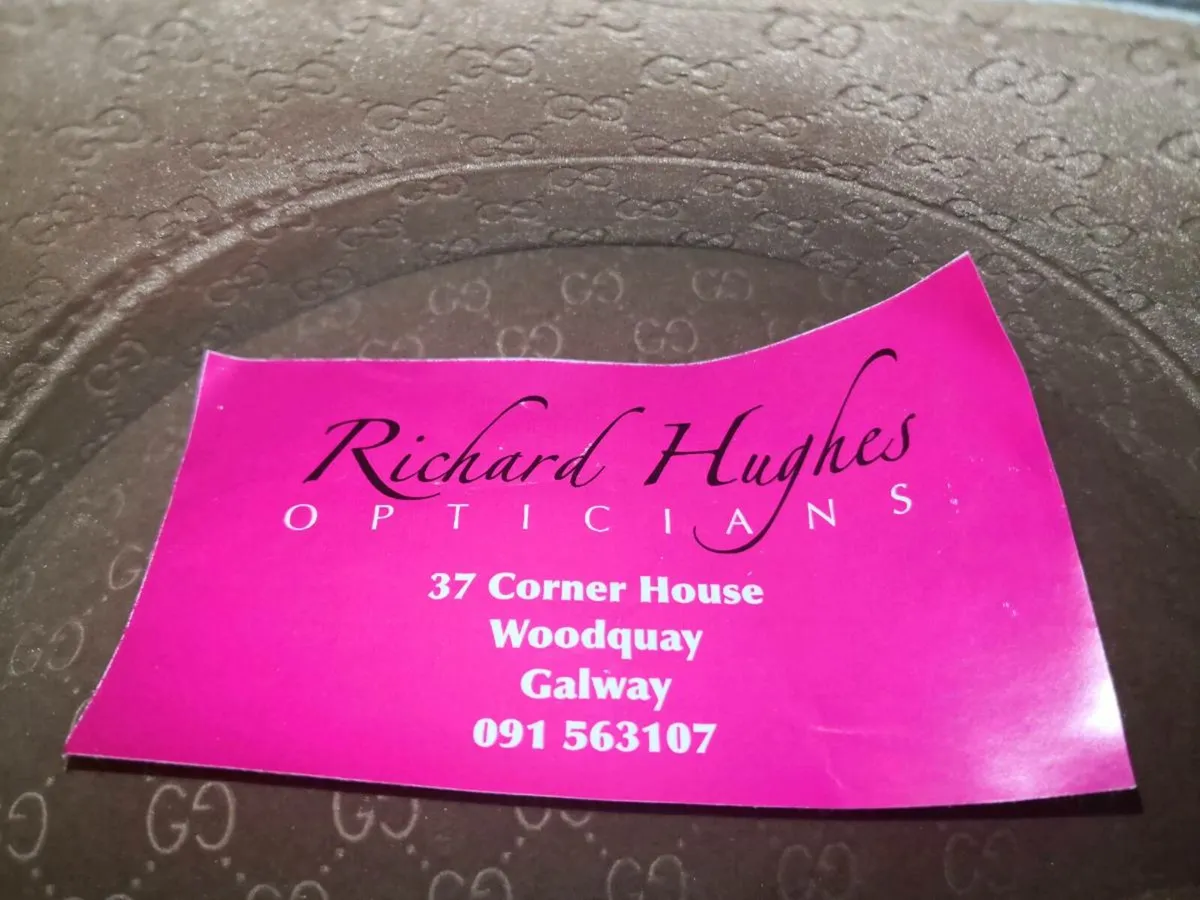 Richard Hughes
OPTICIANS
37 Corner House
Woodquay
Galway
091 563107